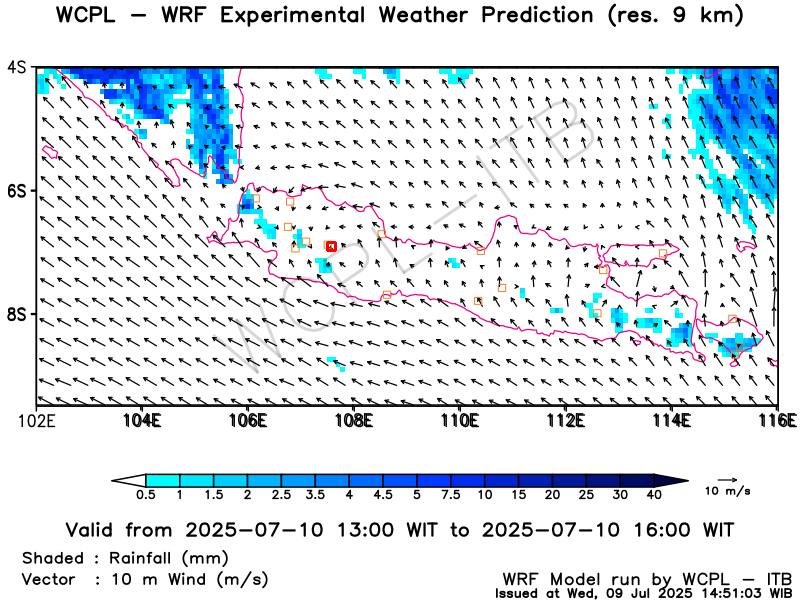 WCPL - WRF Experimental Weather Prediction (res. 9 km)
4S
6S
8S
WCPL-ITB
102E 104E 106E 108E 110E 112E 114E 116E
0.5 1 1.5 2 2.5 3.5 4 4.5 5 7.5 10 15 20 25 30 40
10 m/s
Valid from 2025-07-10 13:00 WIT to 2025-07-10 16:00 WIT
Shaded : Rainfall (mm)
Vector : 10 m Wind (m/s)
WRF Model run by WCPL - ITB
Issued at Wed, 09 Jul 2025 14:51:03 WIB